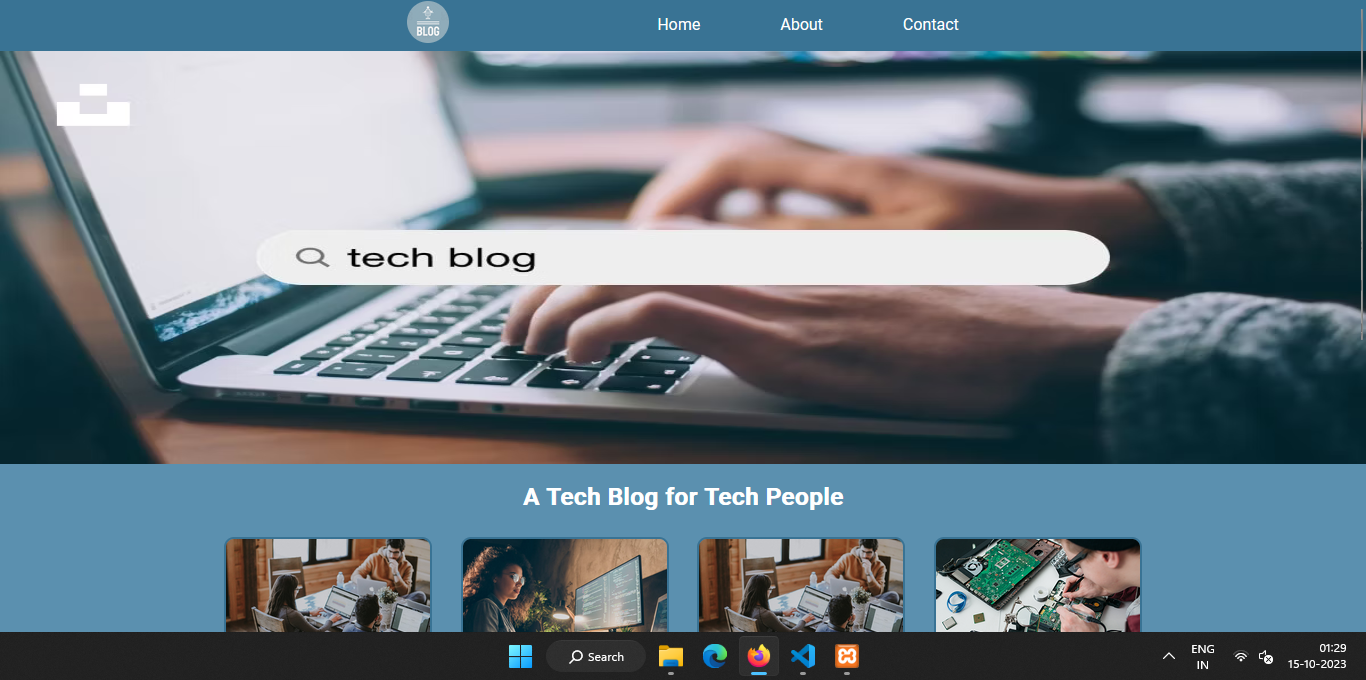 BLOG
Home
About
Contact
tech blog
A Tech Blog for Tech People
Search
ENG
IN
01:29
15-10-2023